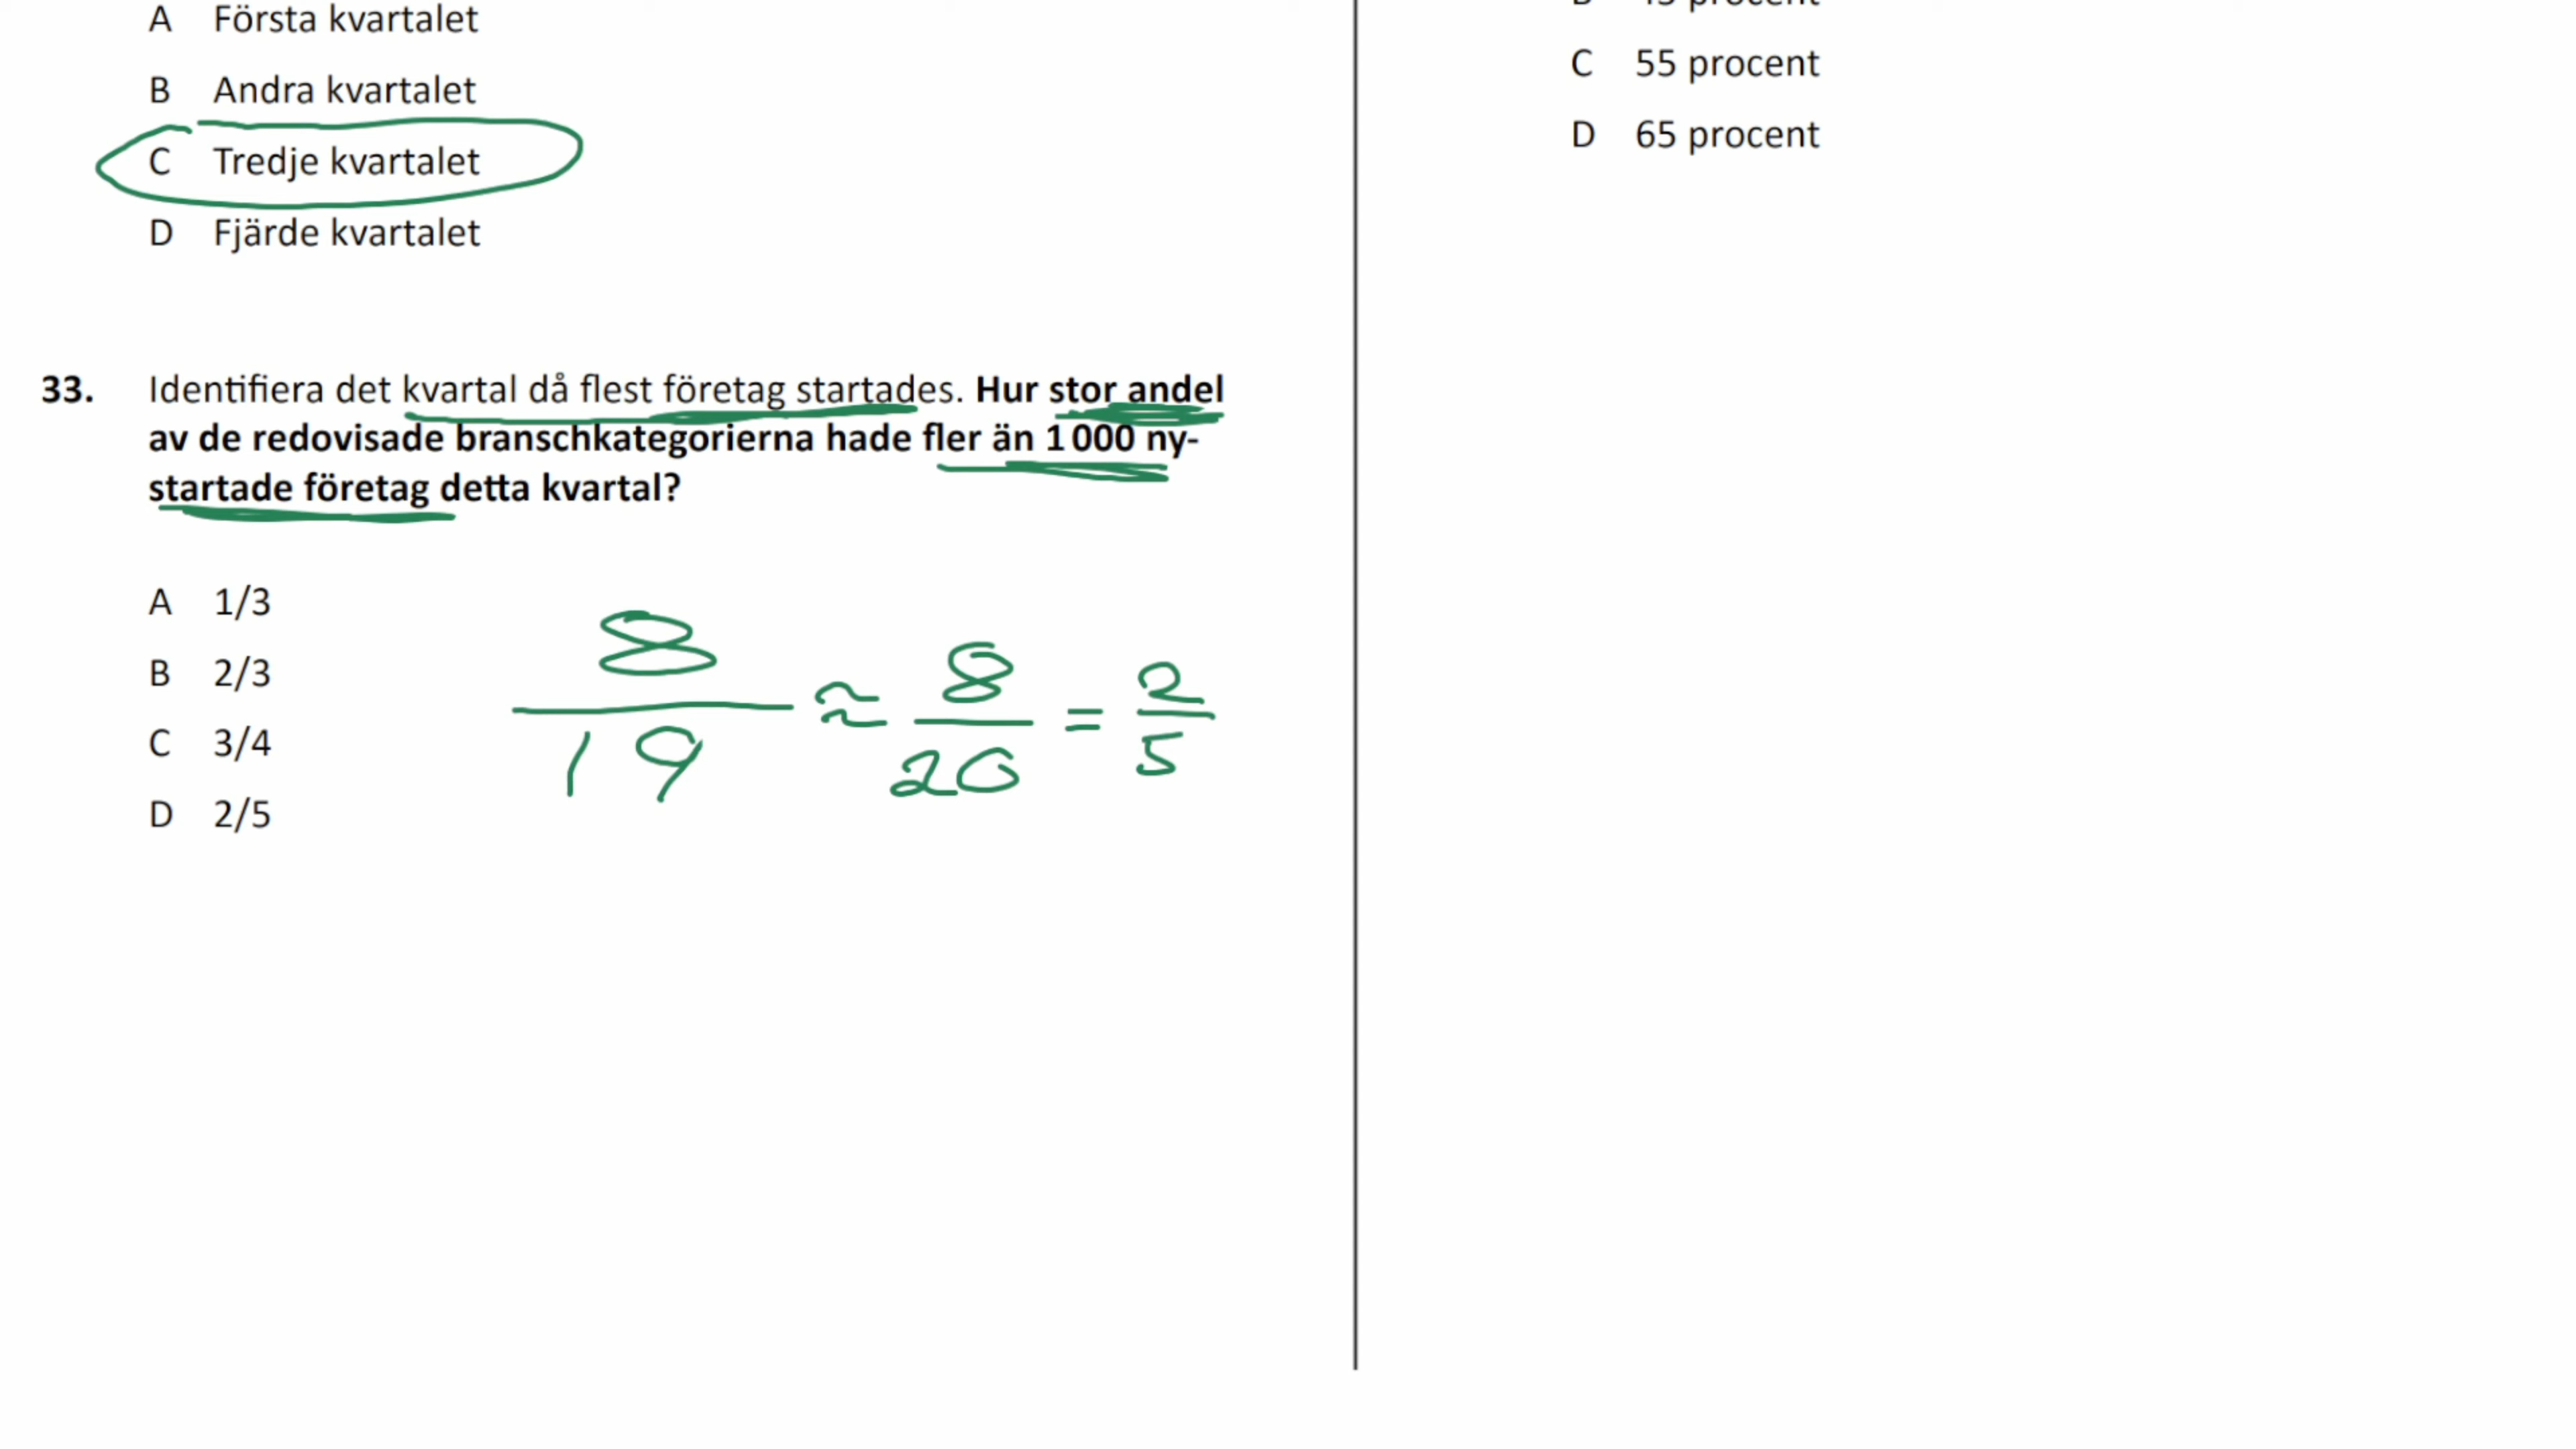 A Första kvartalet
B Andra kvartalet
C Tredje kvartalet
D Fjärde kvartalet
33. Identifiera det kvartal då flest företag startades. Hur stor andel
av de redovisade branschkategorierna hade fler än 1 000 ny-
startade företag detta kvartal?
A 1/3
B 2/3
C 3/4
D 2/5
8/19 ≈ 8/20 = 2/5
procent
C 55 procent
D 65 procent